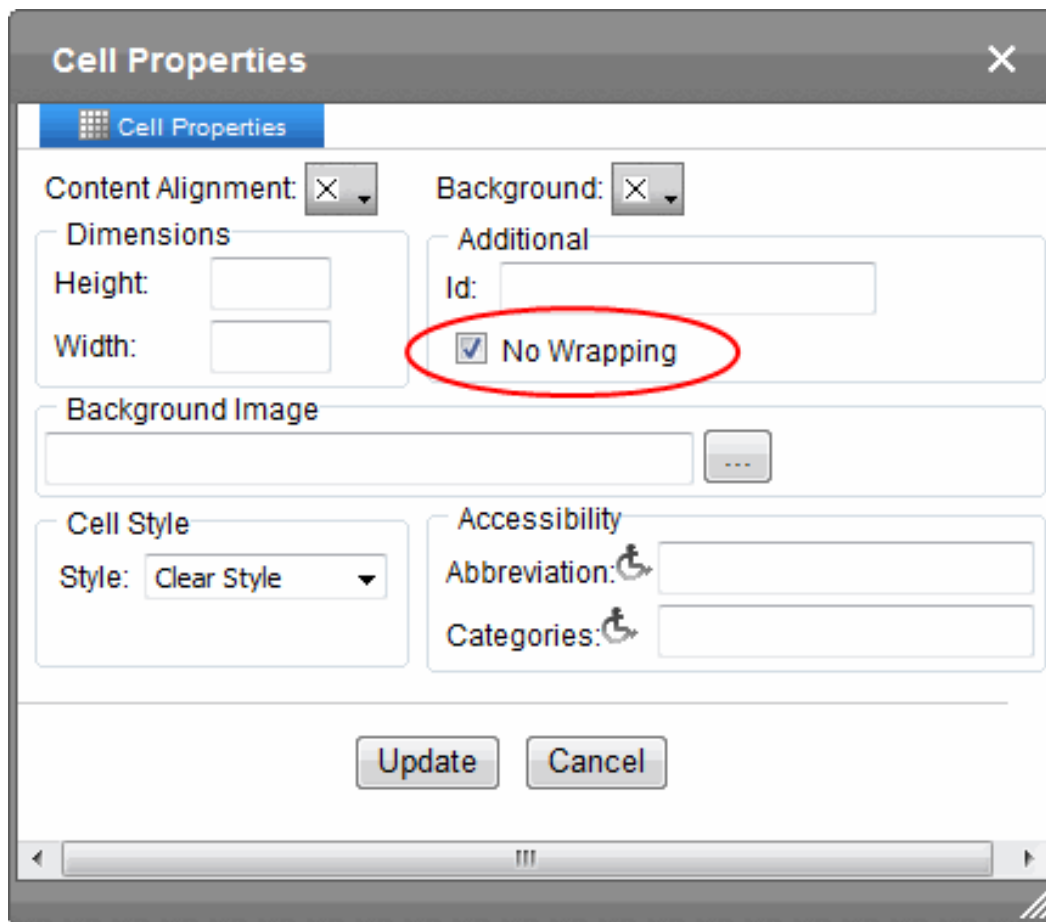 Cell Properties
Cell Properties
Content Alignment: Background:
Dimensions
Height:
Width:
Additional
Id:
No Wrapping
Background Image
...
Cell Style
Style: Clear Style
Accessibility
Abbreviation:
Categories:
Update Cancel